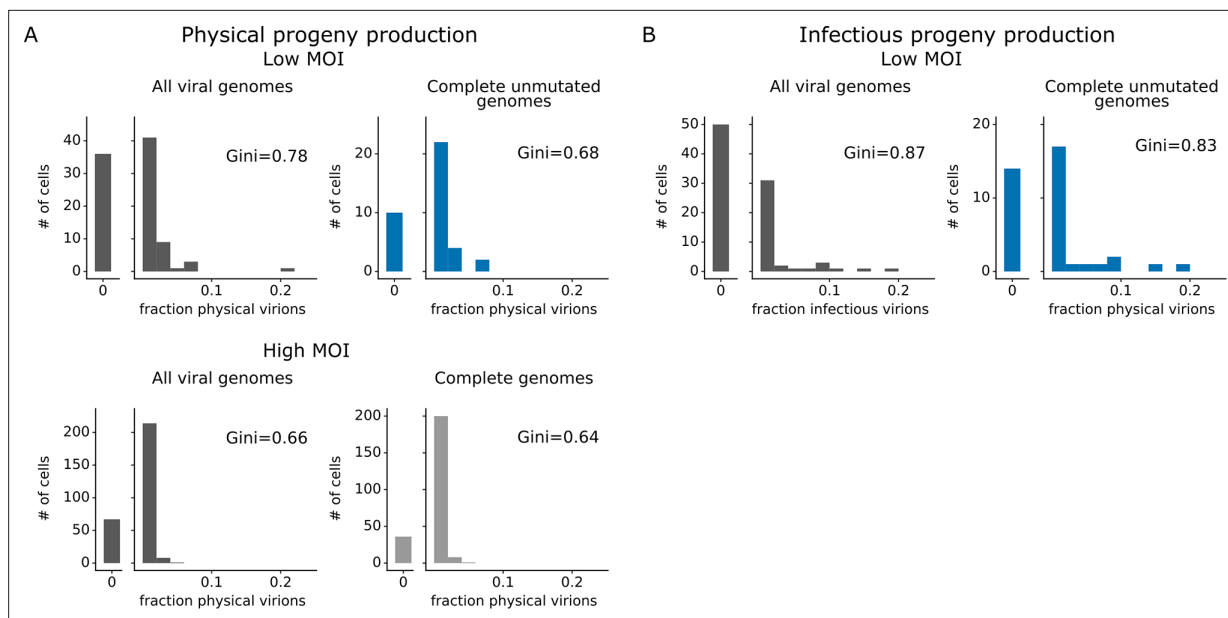 A
Physical progeny production
Low MOI
All viral genomes
Complete unmutated
genomes
# of cells
40
30
20
10
0
0
Gini=0.78
0.1
0.2
fraction physical virions
# of cells
20
10
0
0
Gini=0.68
0.1
0.2
fraction physical virions
High MOI
All viral genomes
Complete genomes
# of cells
200
150
100
50
0
0
Gini=0.66
0.1
0.2
fraction physical virions
# of cells
200
150
100
50
0
0
Gini=0.64
0.1
0.2
fraction physical virions
B
Infectious progeny production
Low MOI
All viral genomes
Complete unmutated
genomes
# of cells
50
40
30
20
10
0
0
Gini=0.87
0.1
0.2
fraction infectious virions
# of cells
20
10
0
0
Gini=0.83
0.1
0.2
fraction physical virions